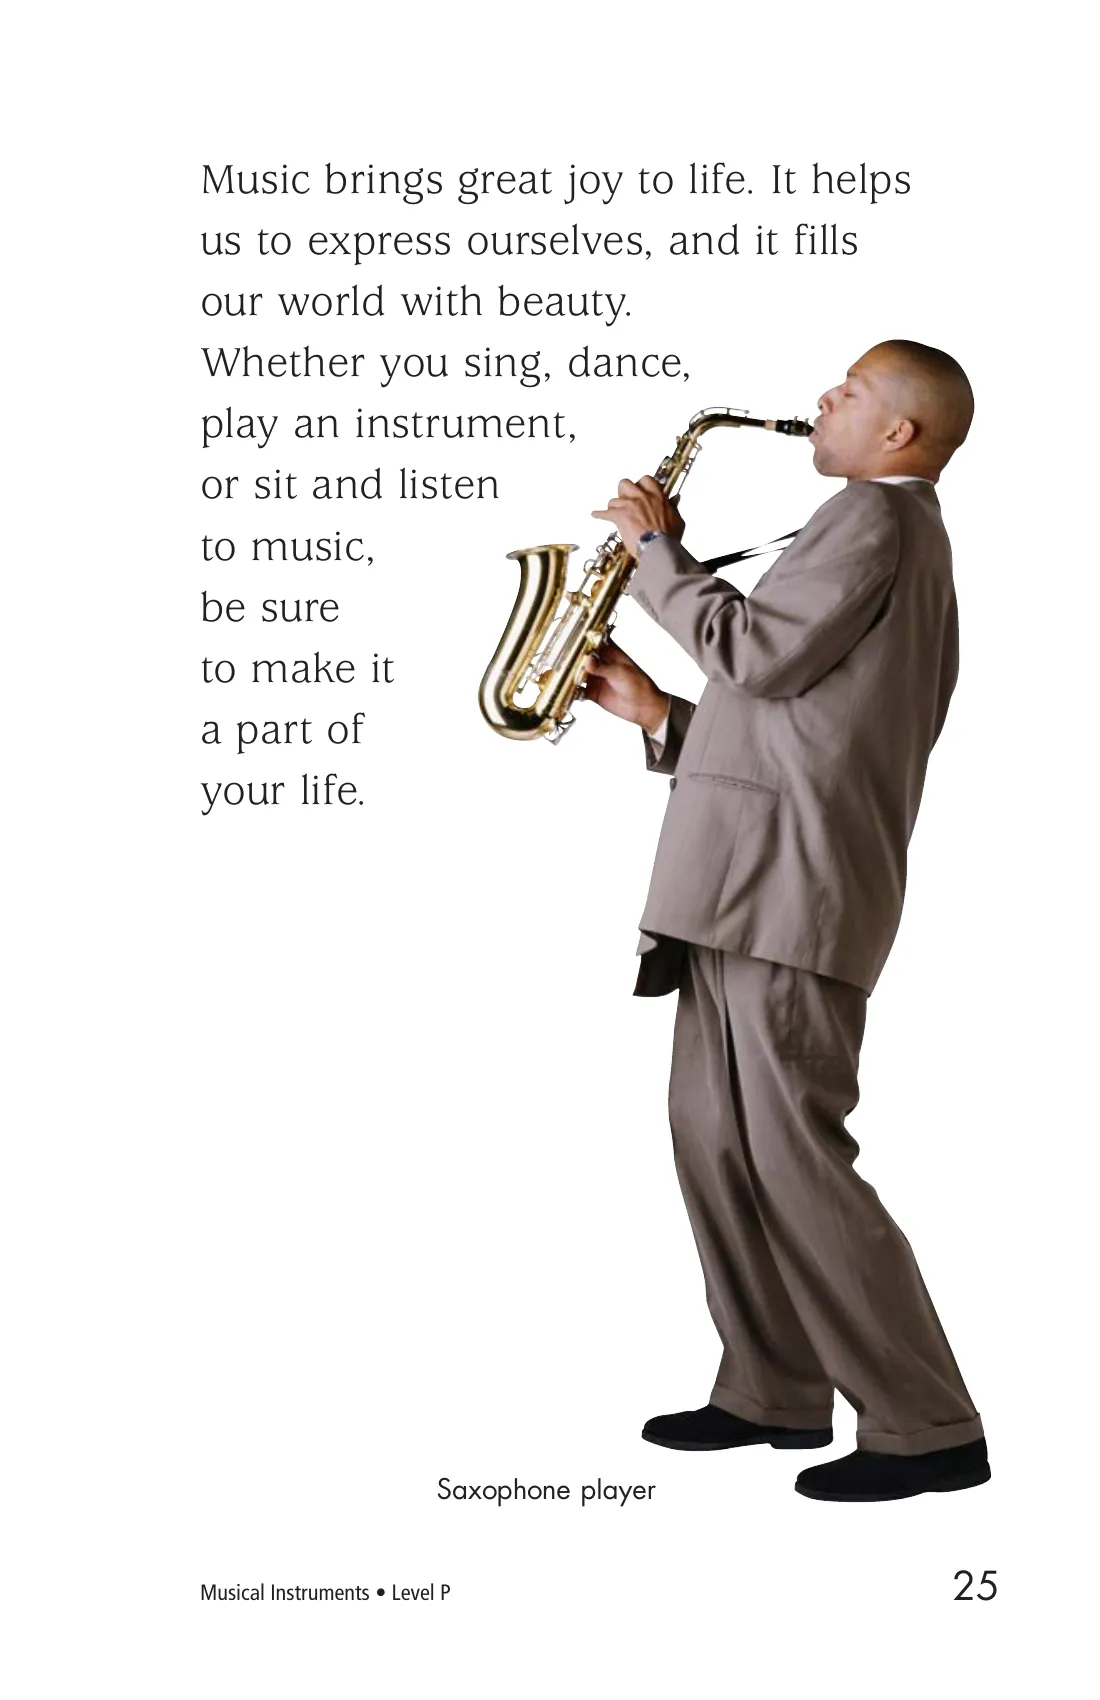 Music brings great joy to life. It helps
us to express ourselves, and it fills
our world with beauty.
Whether you sing, dance,
play an instrument,
or sit and listen
to music,
be sure
to make it
a part of
your life.
Saxophone player
Musical Instruments • Level P
25